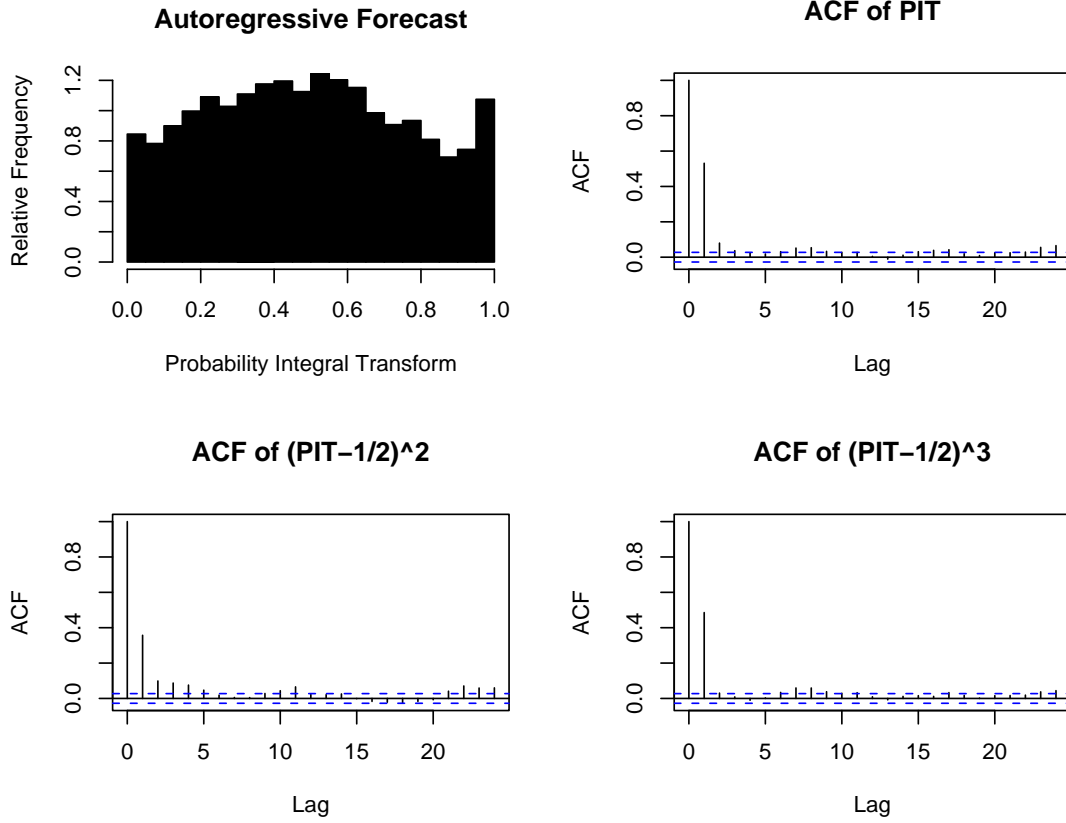 Autoregressive Forecast
Relative Frequency
0.0 0.4 0.8 1.2
0.0 0.2 0.4 0.6 0.8 1.0
Probability Integral Transform
ACF of PIT
ACF
0.0 0.4 0.8
0 5 10 15 20
Lag
ACF of (PIT−1/2)^2
ACF
0.0 0.4 0.8
0 5 10 15 20
Lag
ACF of (PIT−1/2)^3
ACF
0.0 0.4 0.8
0 5 10 15 20
Lag